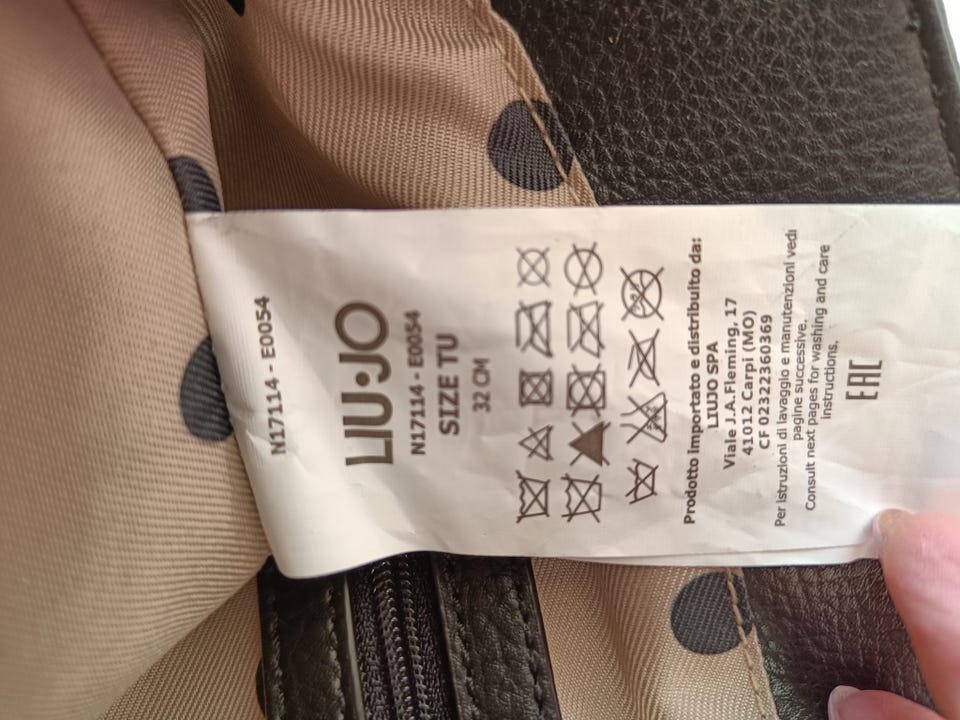 N17114 - E0054
LIU·JO
N17114 - E0054
SIZE TU
32 CM
Prodotto importato e distribuito da:
LIUJO SPA
Viale J.A.Fleming, 17
41012 Carpi (MO)
CF 02322360369
Per istruzioni di lavaggio e manutenzioni vedi
pagine successive.
Consult next pages for washing and care
instructions.
EAC